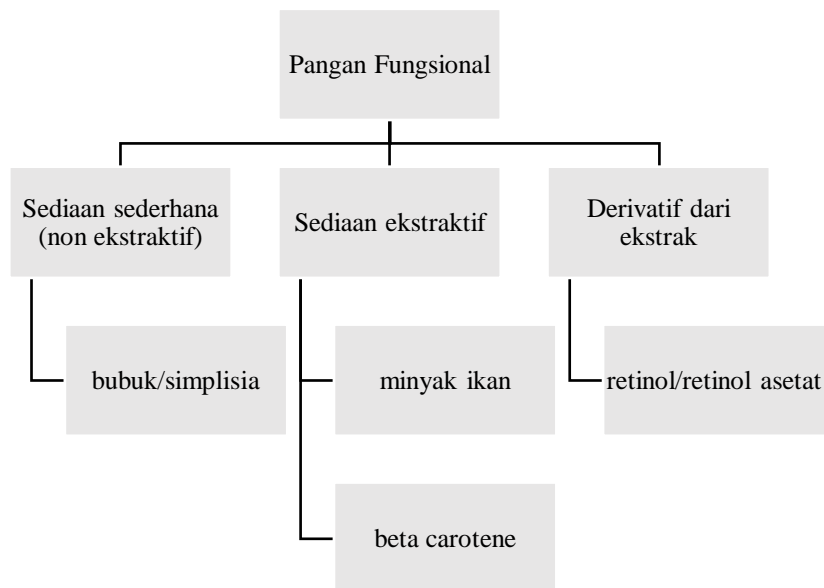 Pangan Fungsional
Sediaan sederhana
(non ekstraktif)
Sediaan ekstraktif
Derivatif dari
ekstrak
bubuk/simplisia
minyak ikan
retinol/retinol asetat
beta carotene